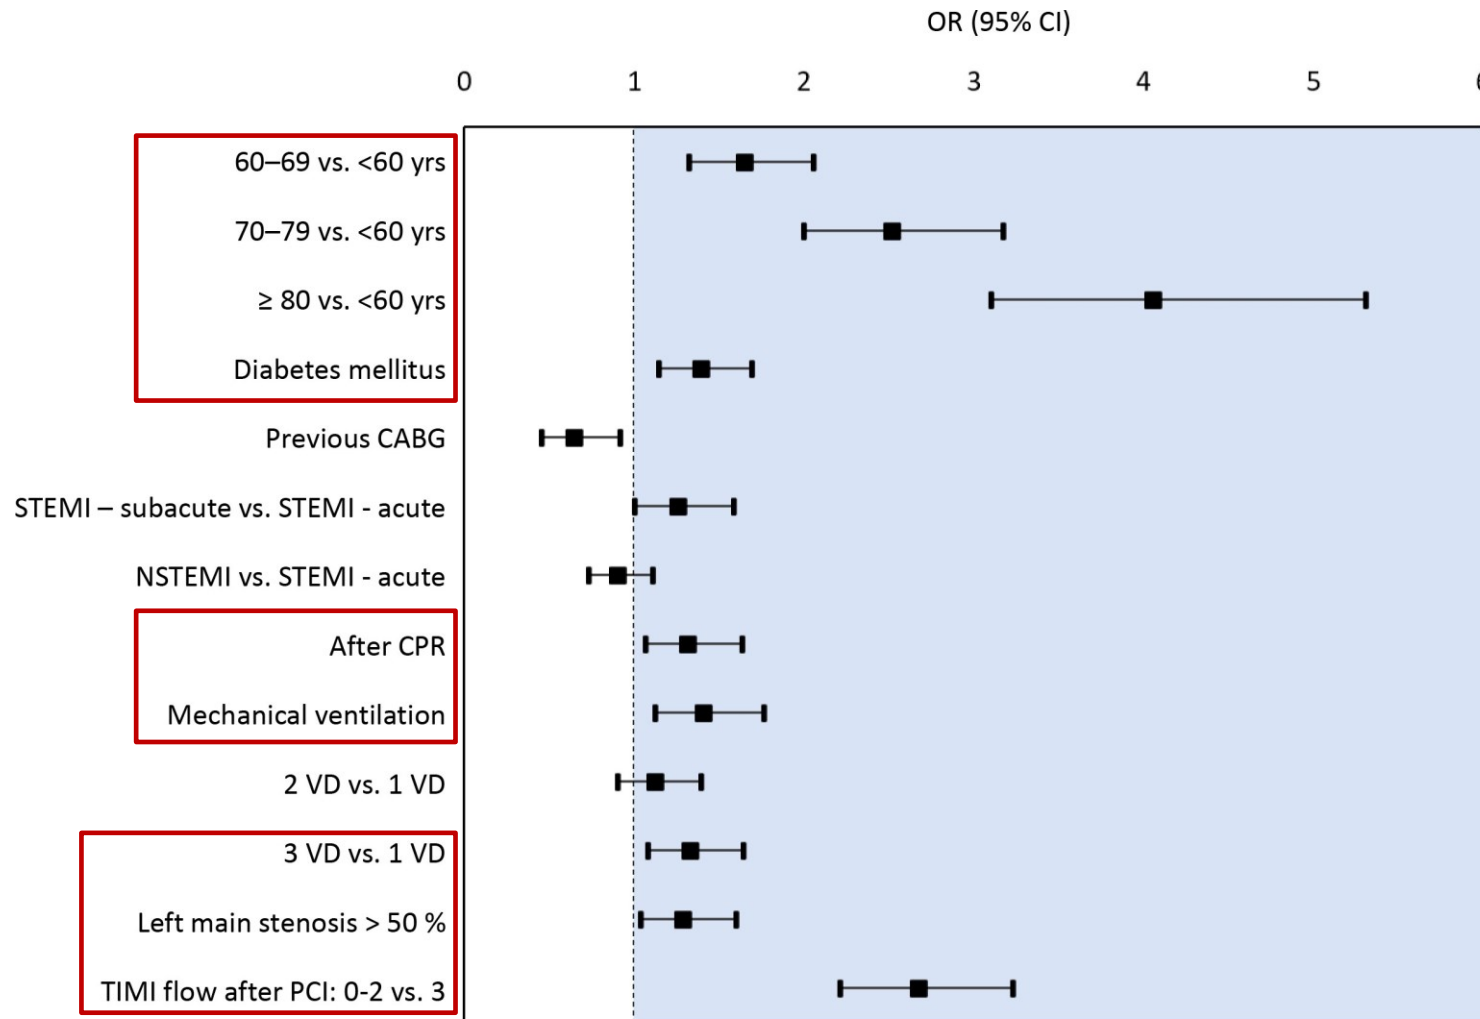 OR (95% CI)
0 1 2 3 4 5
60–69 vs. <60 yrs
70–79 vs. <60 yrs
≥ 80 vs. <60 yrs
Diabetes mellitus
Previous CABG
STEMI – subacute vs. STEMI - acute
NSTEMI vs. STEMI - acute
After CPR
Mechanical ventilation
2 VD vs. 1 VD
3 VD vs. 1 VD
Left main stenosis > 50 %
TIMI flow after PCI: 0-2 vs. 3